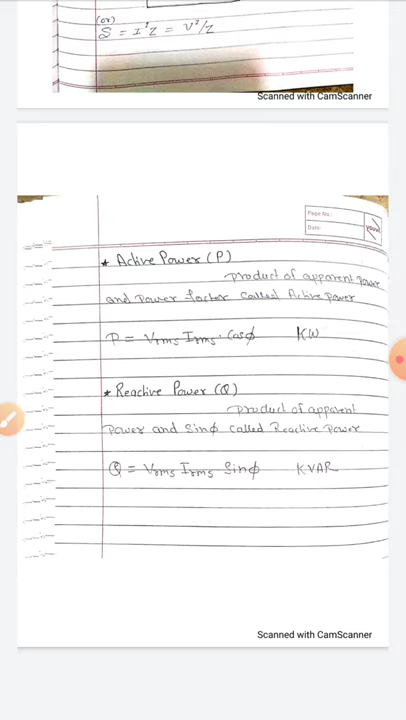 (or)
S = I²Z = V²/Z
Scanned with CamScanner
Page No.:
Date:
youva
* Active Power (P)
product of apparent power
and power factor called Active power
P = Vrms Irms · Cosφ KW
* Reactive Power (Q)
product of apparent
power and Sinφ called Reactive Power
Q = Vrms Irms Sinφ KVAR
Scanned with CamScanner